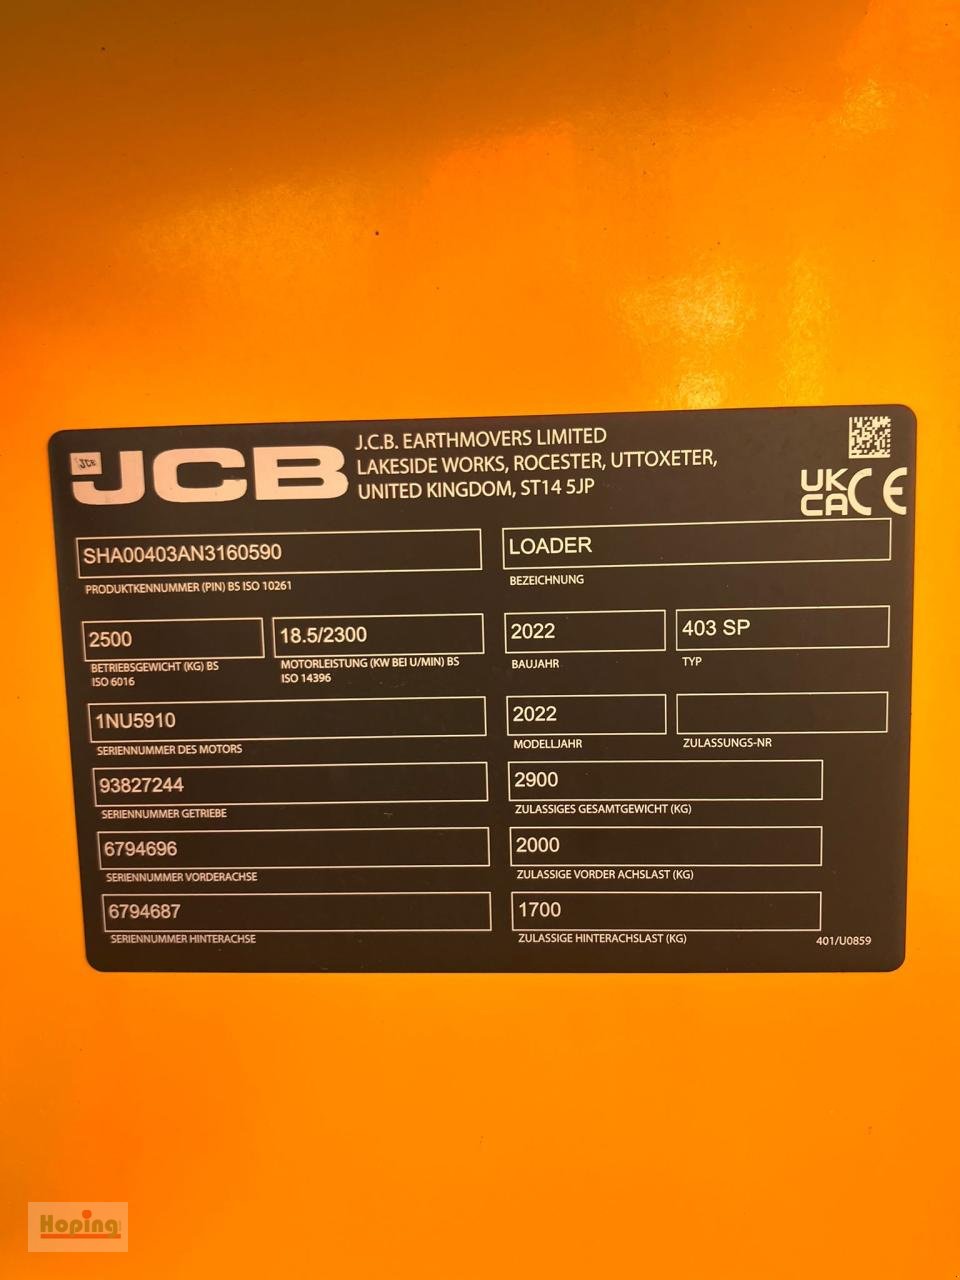 JCB
JCB
J.C.B. EARTHMOVERS LIMITED
LAKESIDE WORKS, ROCESTER, UTTOXETER,
UNITED KINGDOM, ST14 5JP
UK
CA
CE
SHA00403AN3160590
PRODUKTKENNUMMER (PIN) BS ISO 10261
LOADER
BEZEICHNUNG
2500
BETRIEBSGEWICHT (KG) BS
ISO 6016
18.5/2300
MOTORLEISTUNG (KW BEI U/MIN) BS
ISO 14396
2022
BAUJAHR
403 SP
TYP
1NU5910
SERIENNUMMER DES MOTORS
2022
MODELLJAHR
ZULASSUNGS-NR
93827244
SERIENNUMMER GETRIEBE
2900
ZULASSIGES GESAMTGEWICHT (KG)
6794696
SERIENNUMMER VORDERACHSE
2000
ZULASSIGE VORDER ACHSLAST (KG)
6794687
SERIENNUMMER HINTERACHSE
1700
ZULASSIGE HINTERACHSLAST (KG)
401/U0859
Hoping